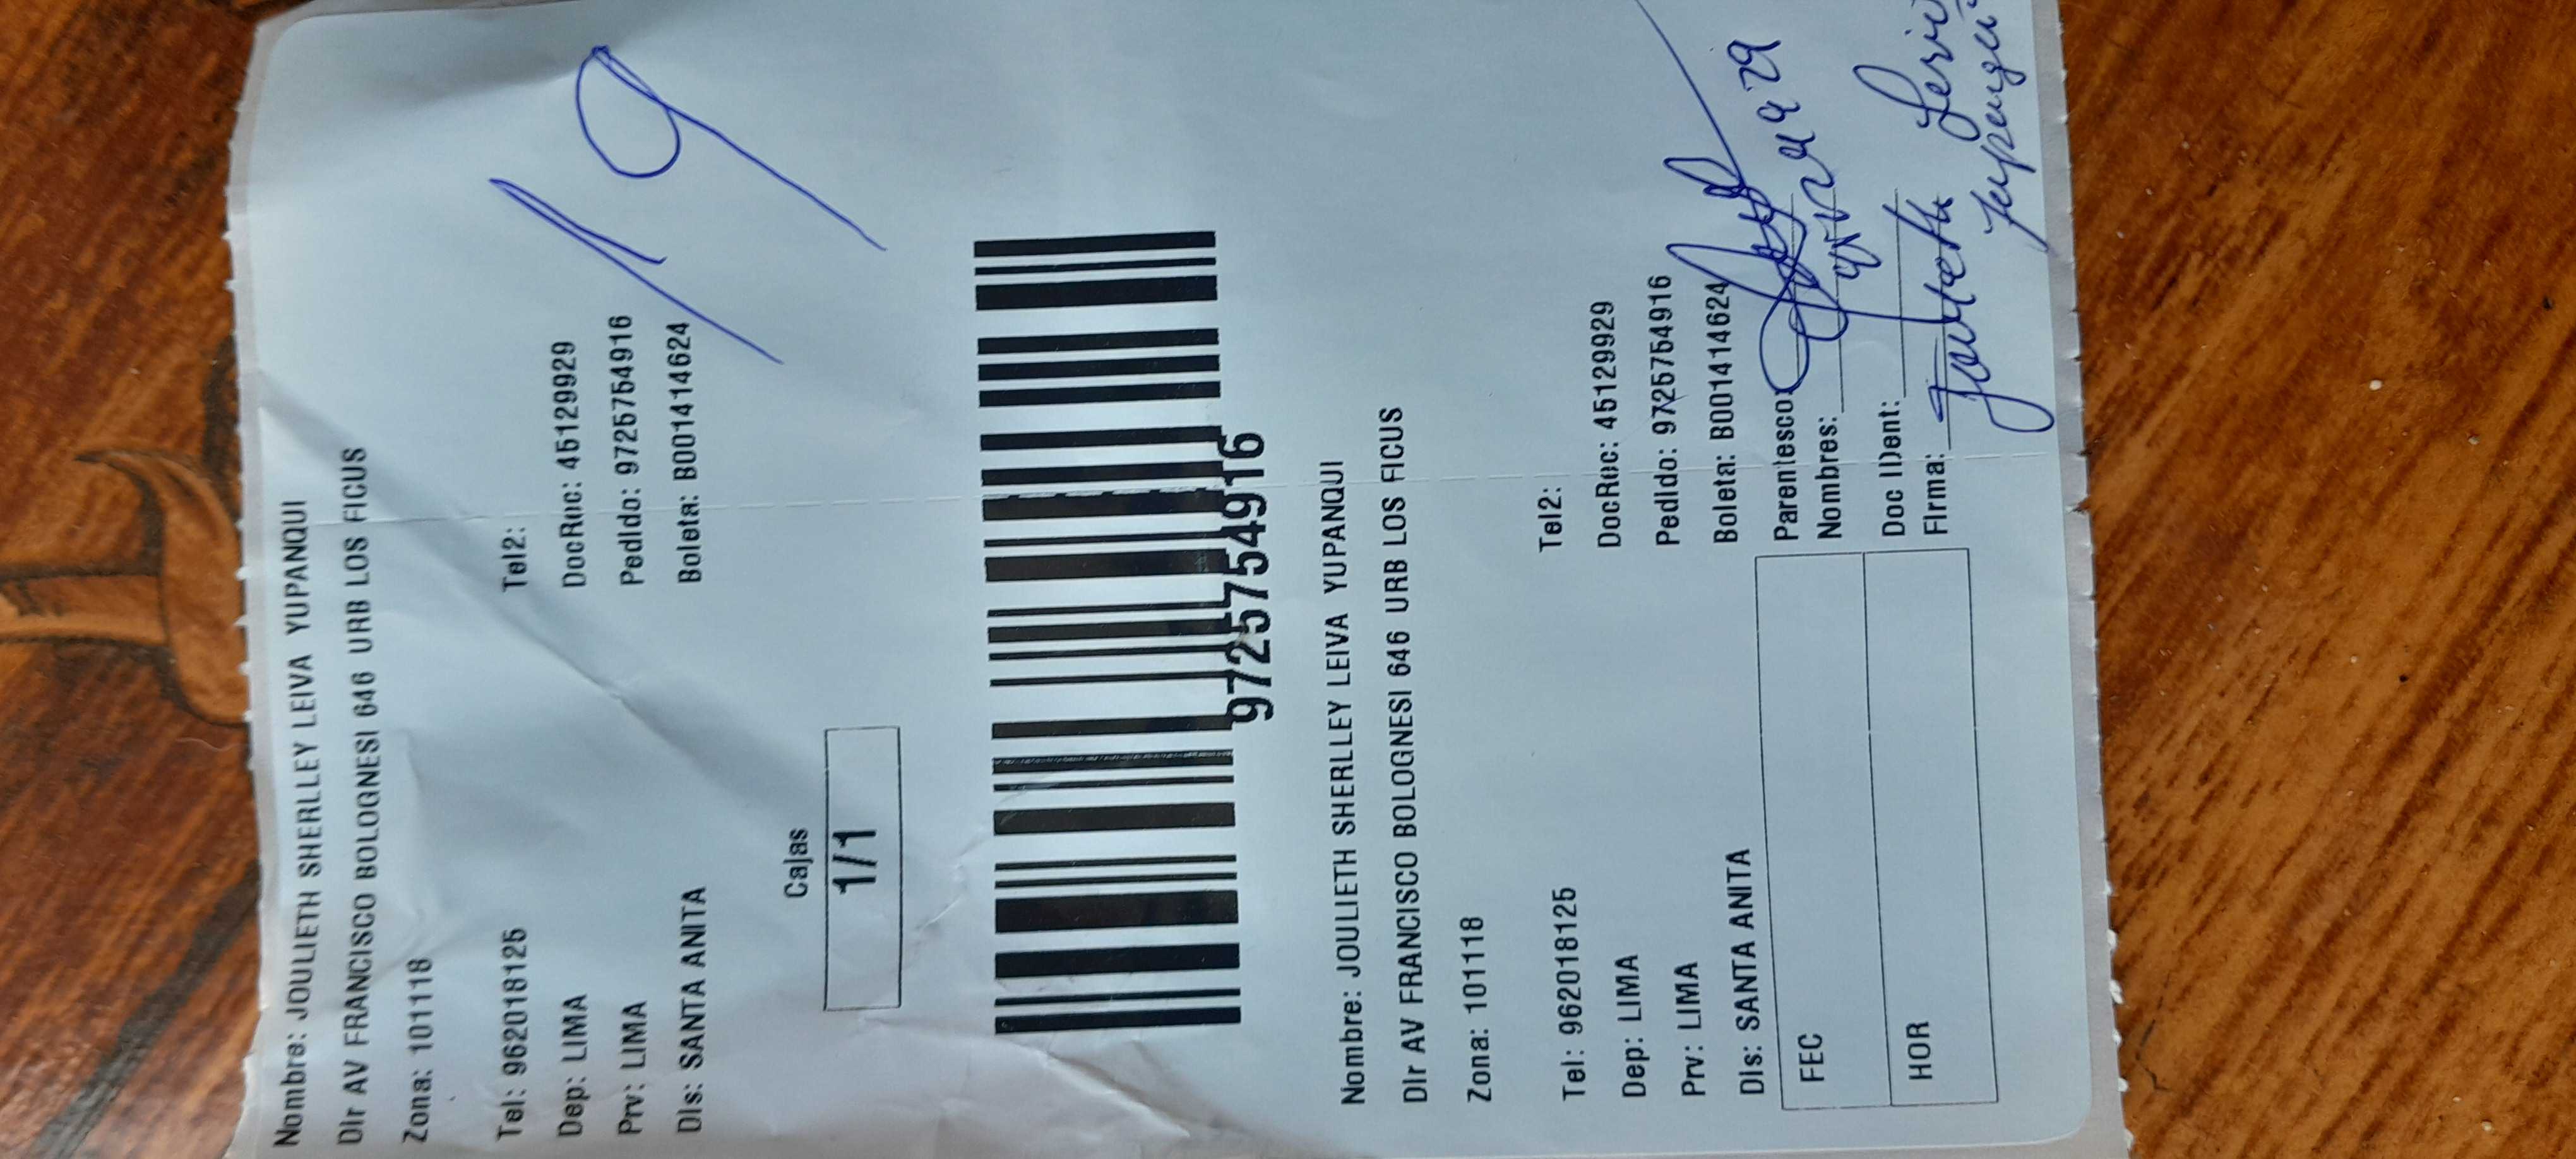 Nombre: JOULIETH SHERLLEY LEIVA YUPANQUI
Dir AV FRANCISCO BOLOGNESI 646 URB LOS FICUS
Zona: 101118
Tel: 962018125 Tel2:
Dep: LIMA DocRuc: 45129929
Prv: LIMA Pedido: 9725754916
Dis: SANTA ANITA Boleta: B001414624
19
Cajas
1/1
9725754916
Nombre: JOULIETH SHERLLEY LEIVA YUPANQUI
Dir AV FRANCISCO BOLOGNESI 646 URB LOS FICUS
Zona: 101118
Tel: 962018125 Tel2:
Dep: LIMA DocRuc: 45129929
Prv: LIMA Pedido: 9725754916
Dis: SANTA ANITA Boleta: B001414624
FEC Parentesco:
Nombres:
HOR Doc IDent:
Firma: Joulieth